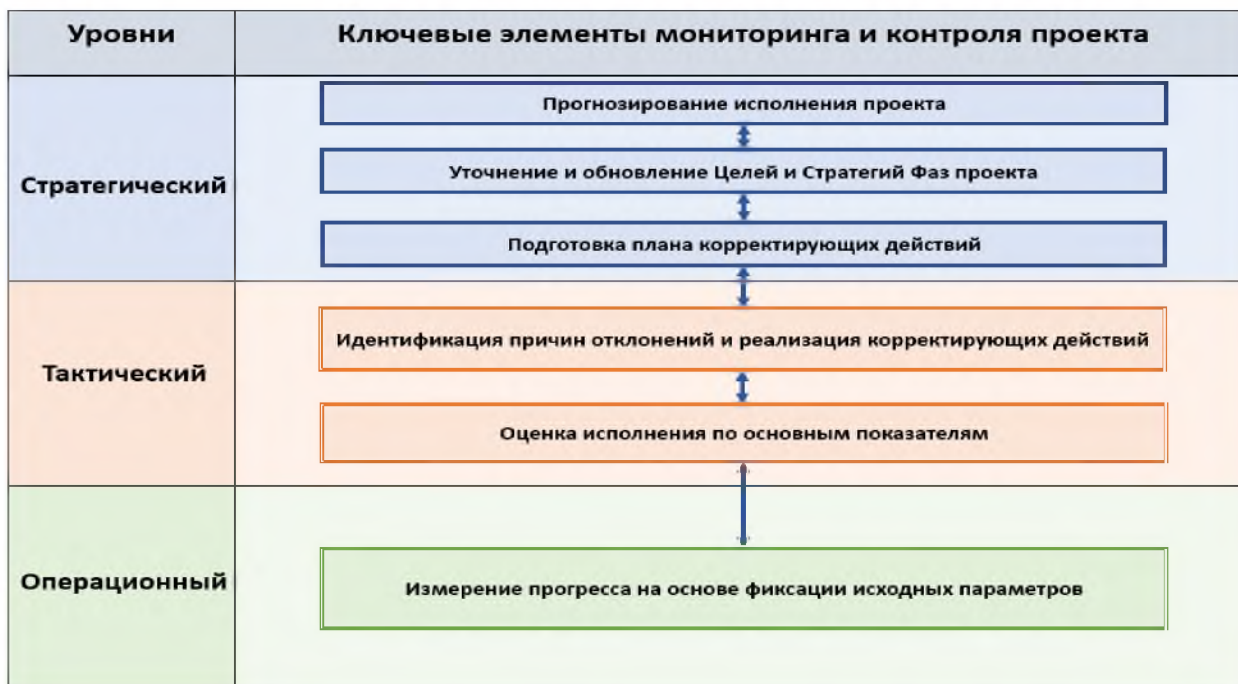 Уровни
Ключевые элементы мониторинга и контроля проекта
Стратегический
Прогнозирование исполнения проекта
Уточнение и обновление Целей и Стратегий Фаз проекта
Подготовка плана корректирующих действий
Тактический
Идентификация причин отклонений и реализация корректирующих действий
Оценка исполнения по основным показателям
Операционный
Измерение прогресса на основе фиксации исходных параметров